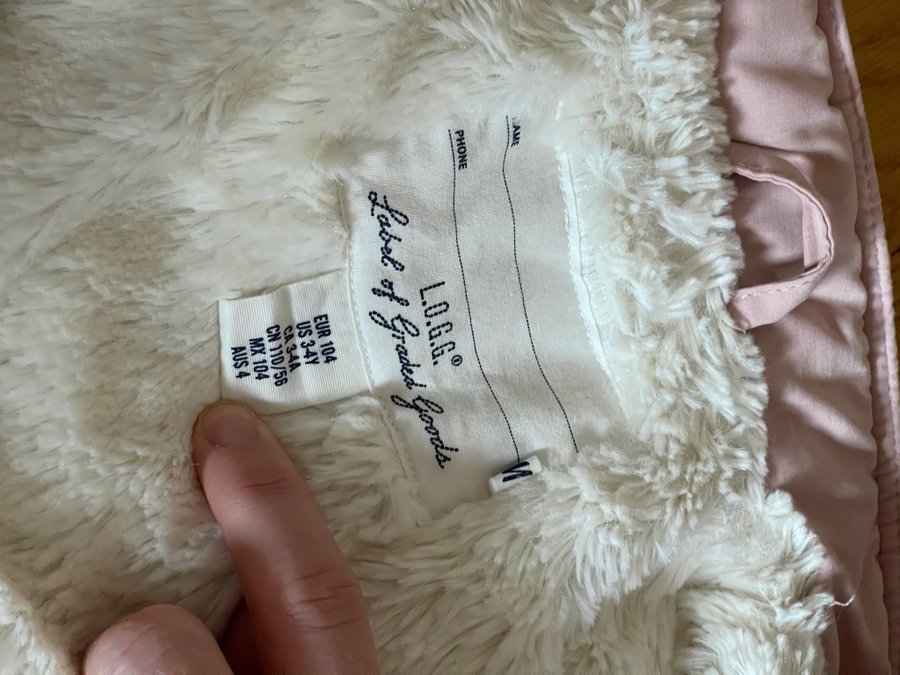 AME
PHONE
L.O.G.G.®
Label of Graded Goods
EUR 104
US 3-4Y
CA 3-4A
CN 110/56
MX 104
AUS 4